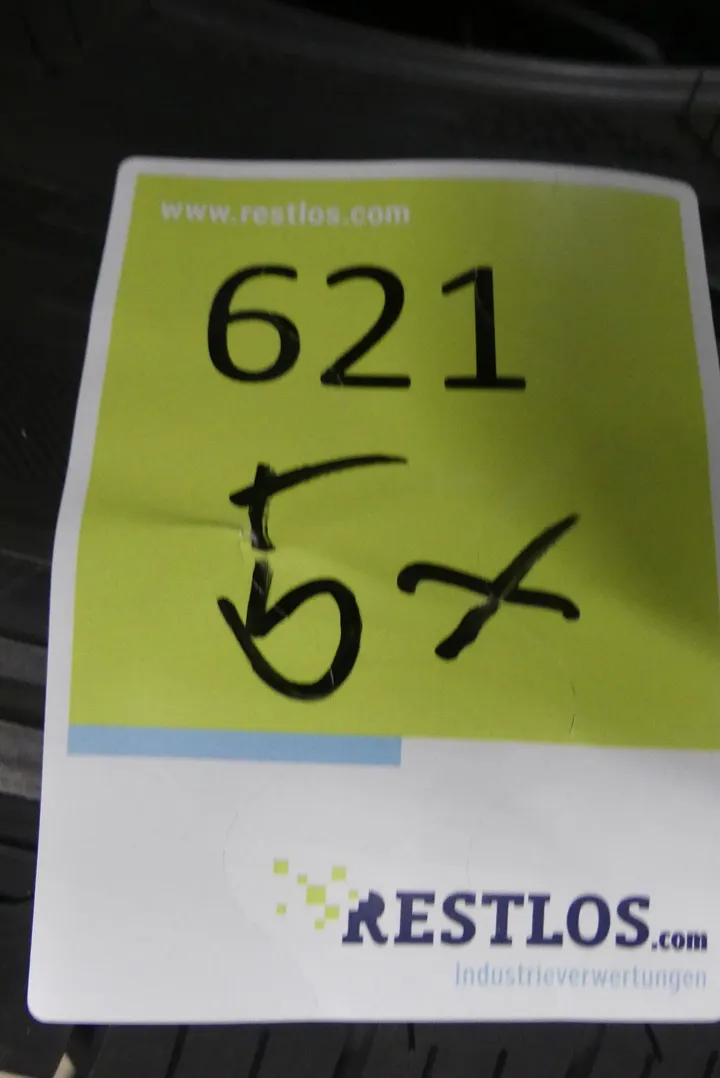 www.restlos.com
621
5x
RESTLOS.com
Industrieverwertungen